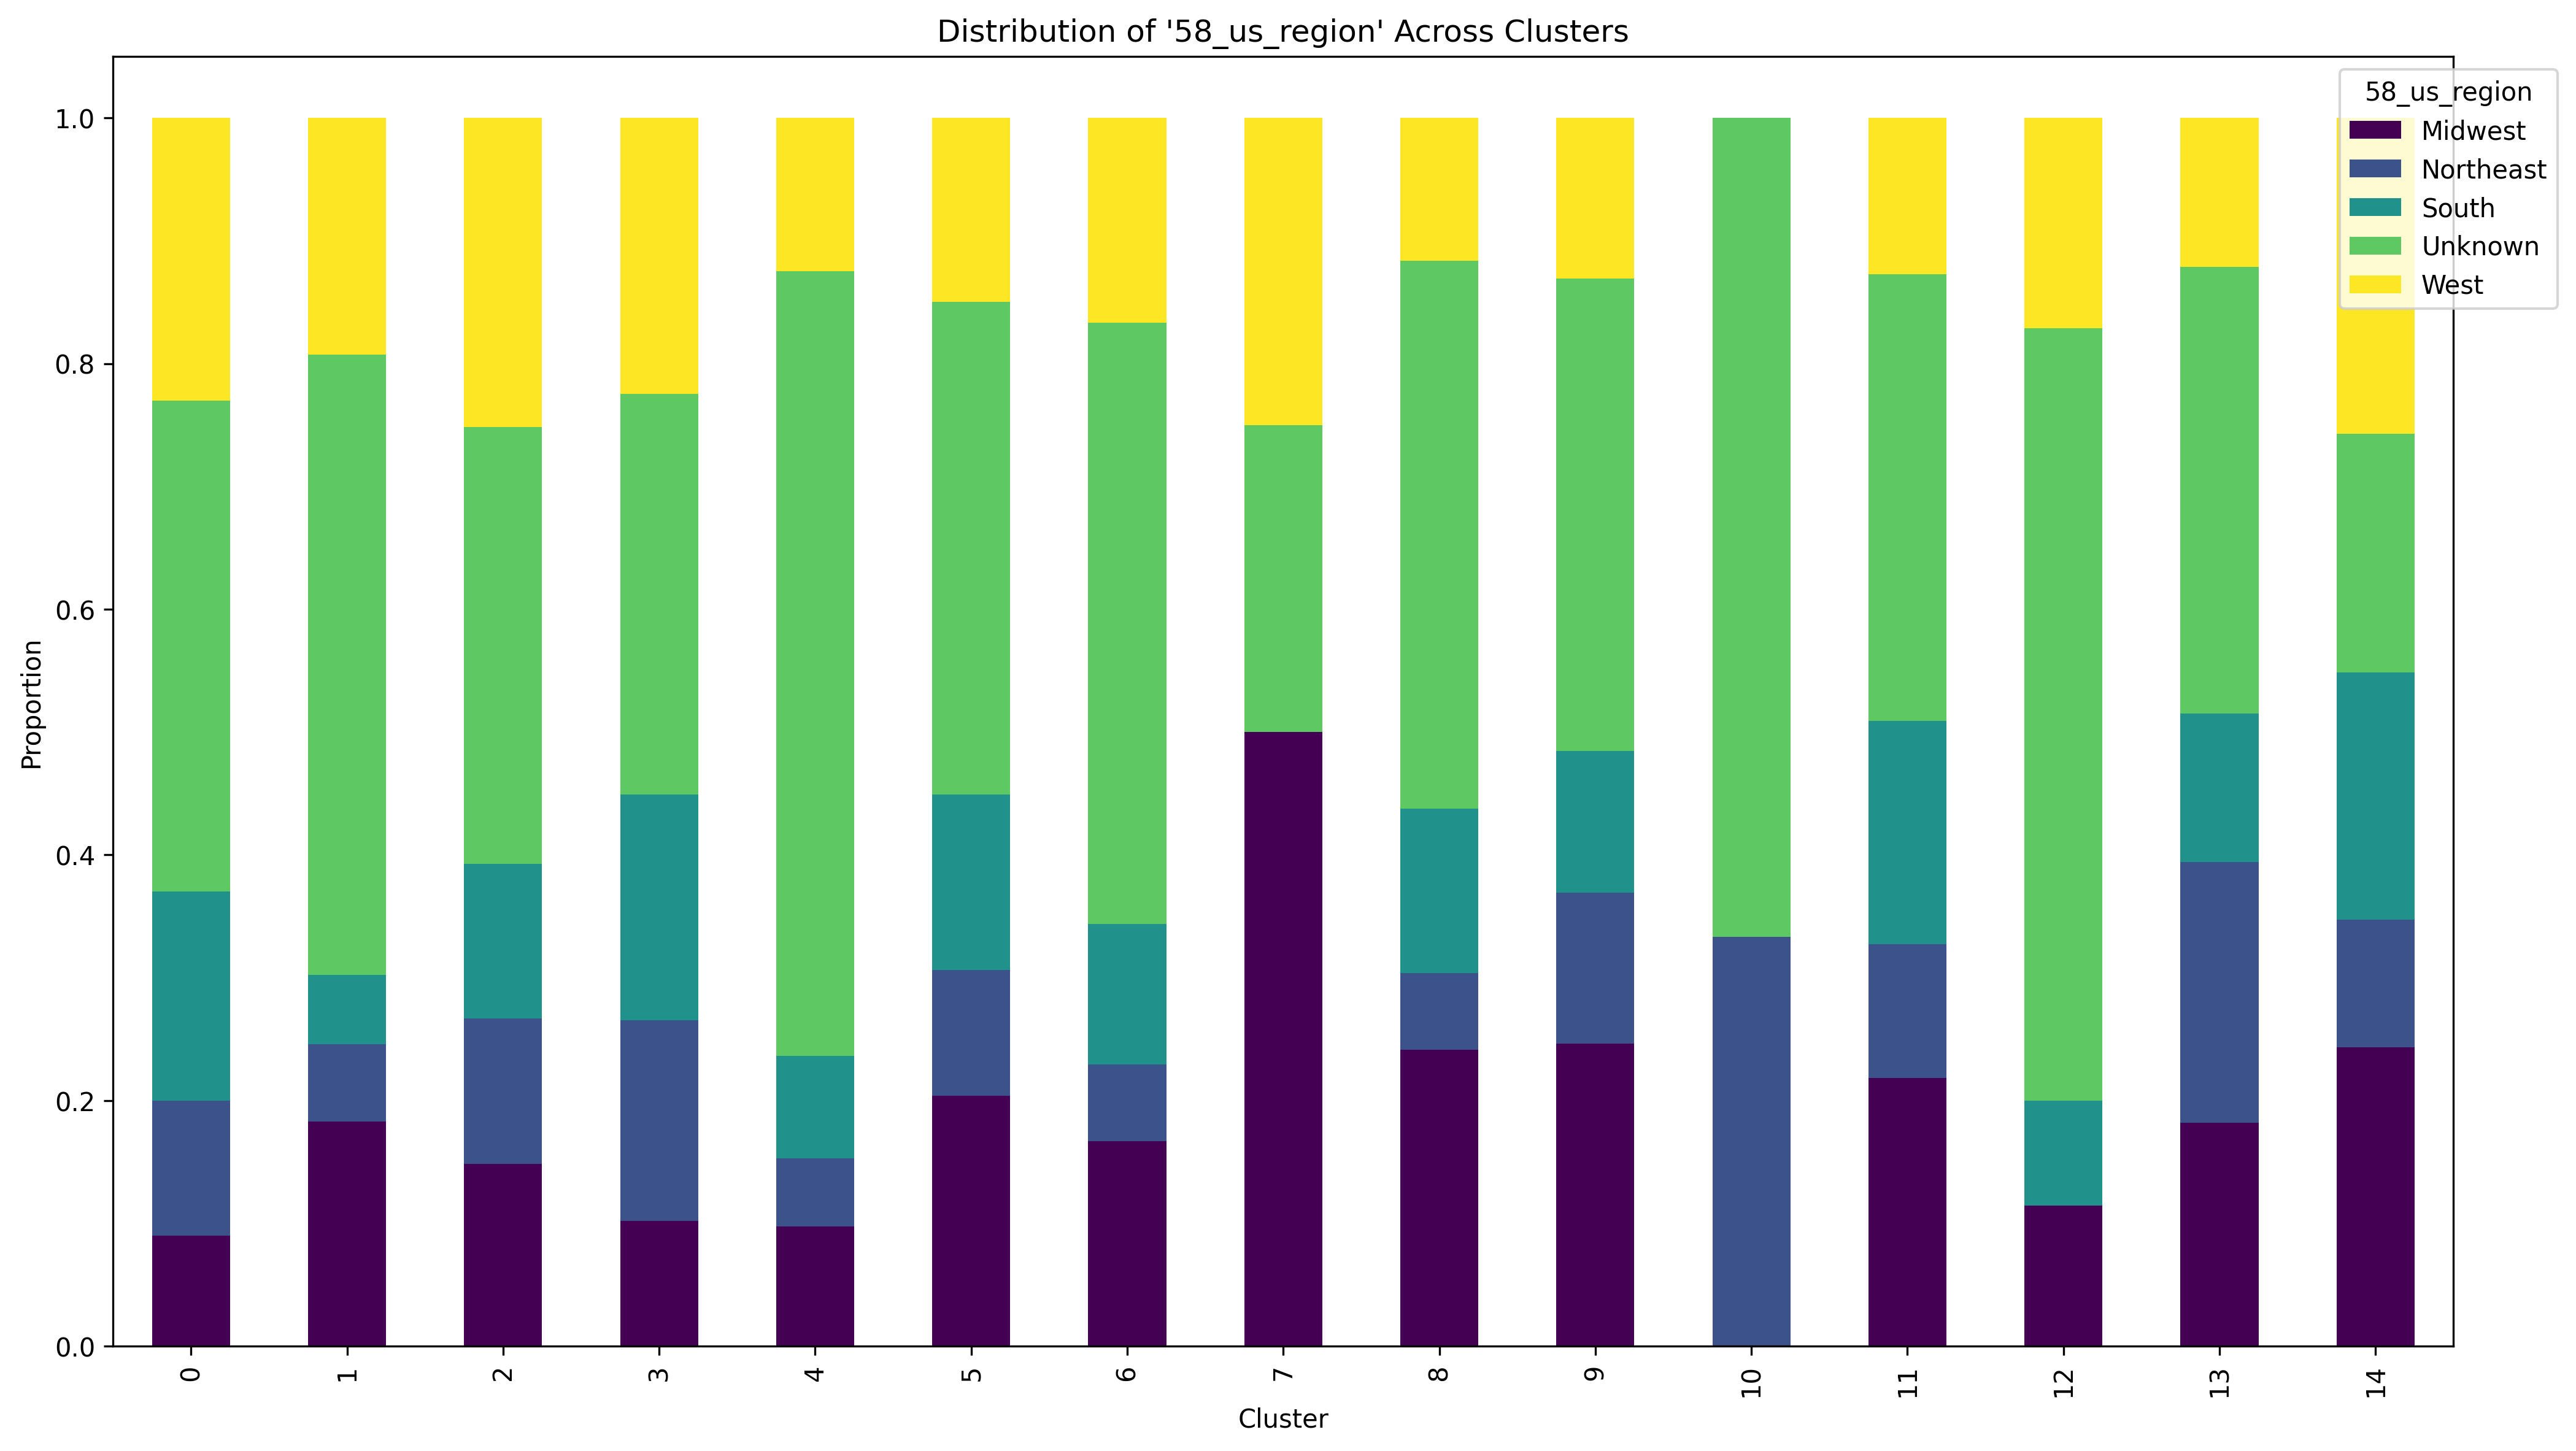 Distribution of '58_us_region' Across Clusters
58_us_region
Midwest
Northeast
South
Unknown
West
1.0
0.8
0.6
0.4
0.2
0.0
Proportion
0 1 2 3 4 5 6 7 8 9 10 11 12 13 14
Cluster